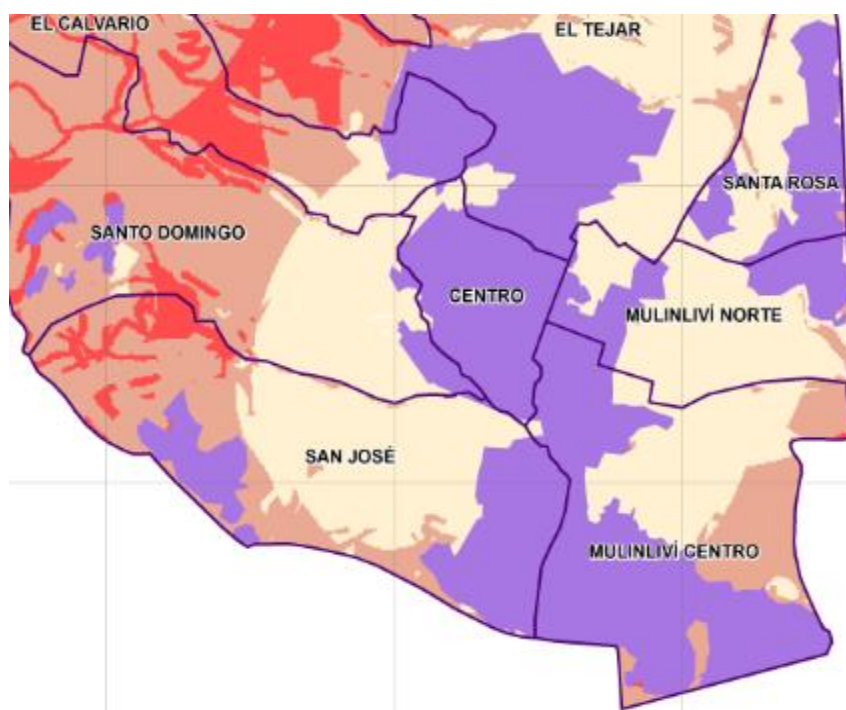 EL CALVARIO
EL TEJAR
SANTA ROSA
SANTO DOMINGO
CENTRO
MULINLIVÍ NORTE
SAN JOSÉ
MULINLIVÍ CENTRO